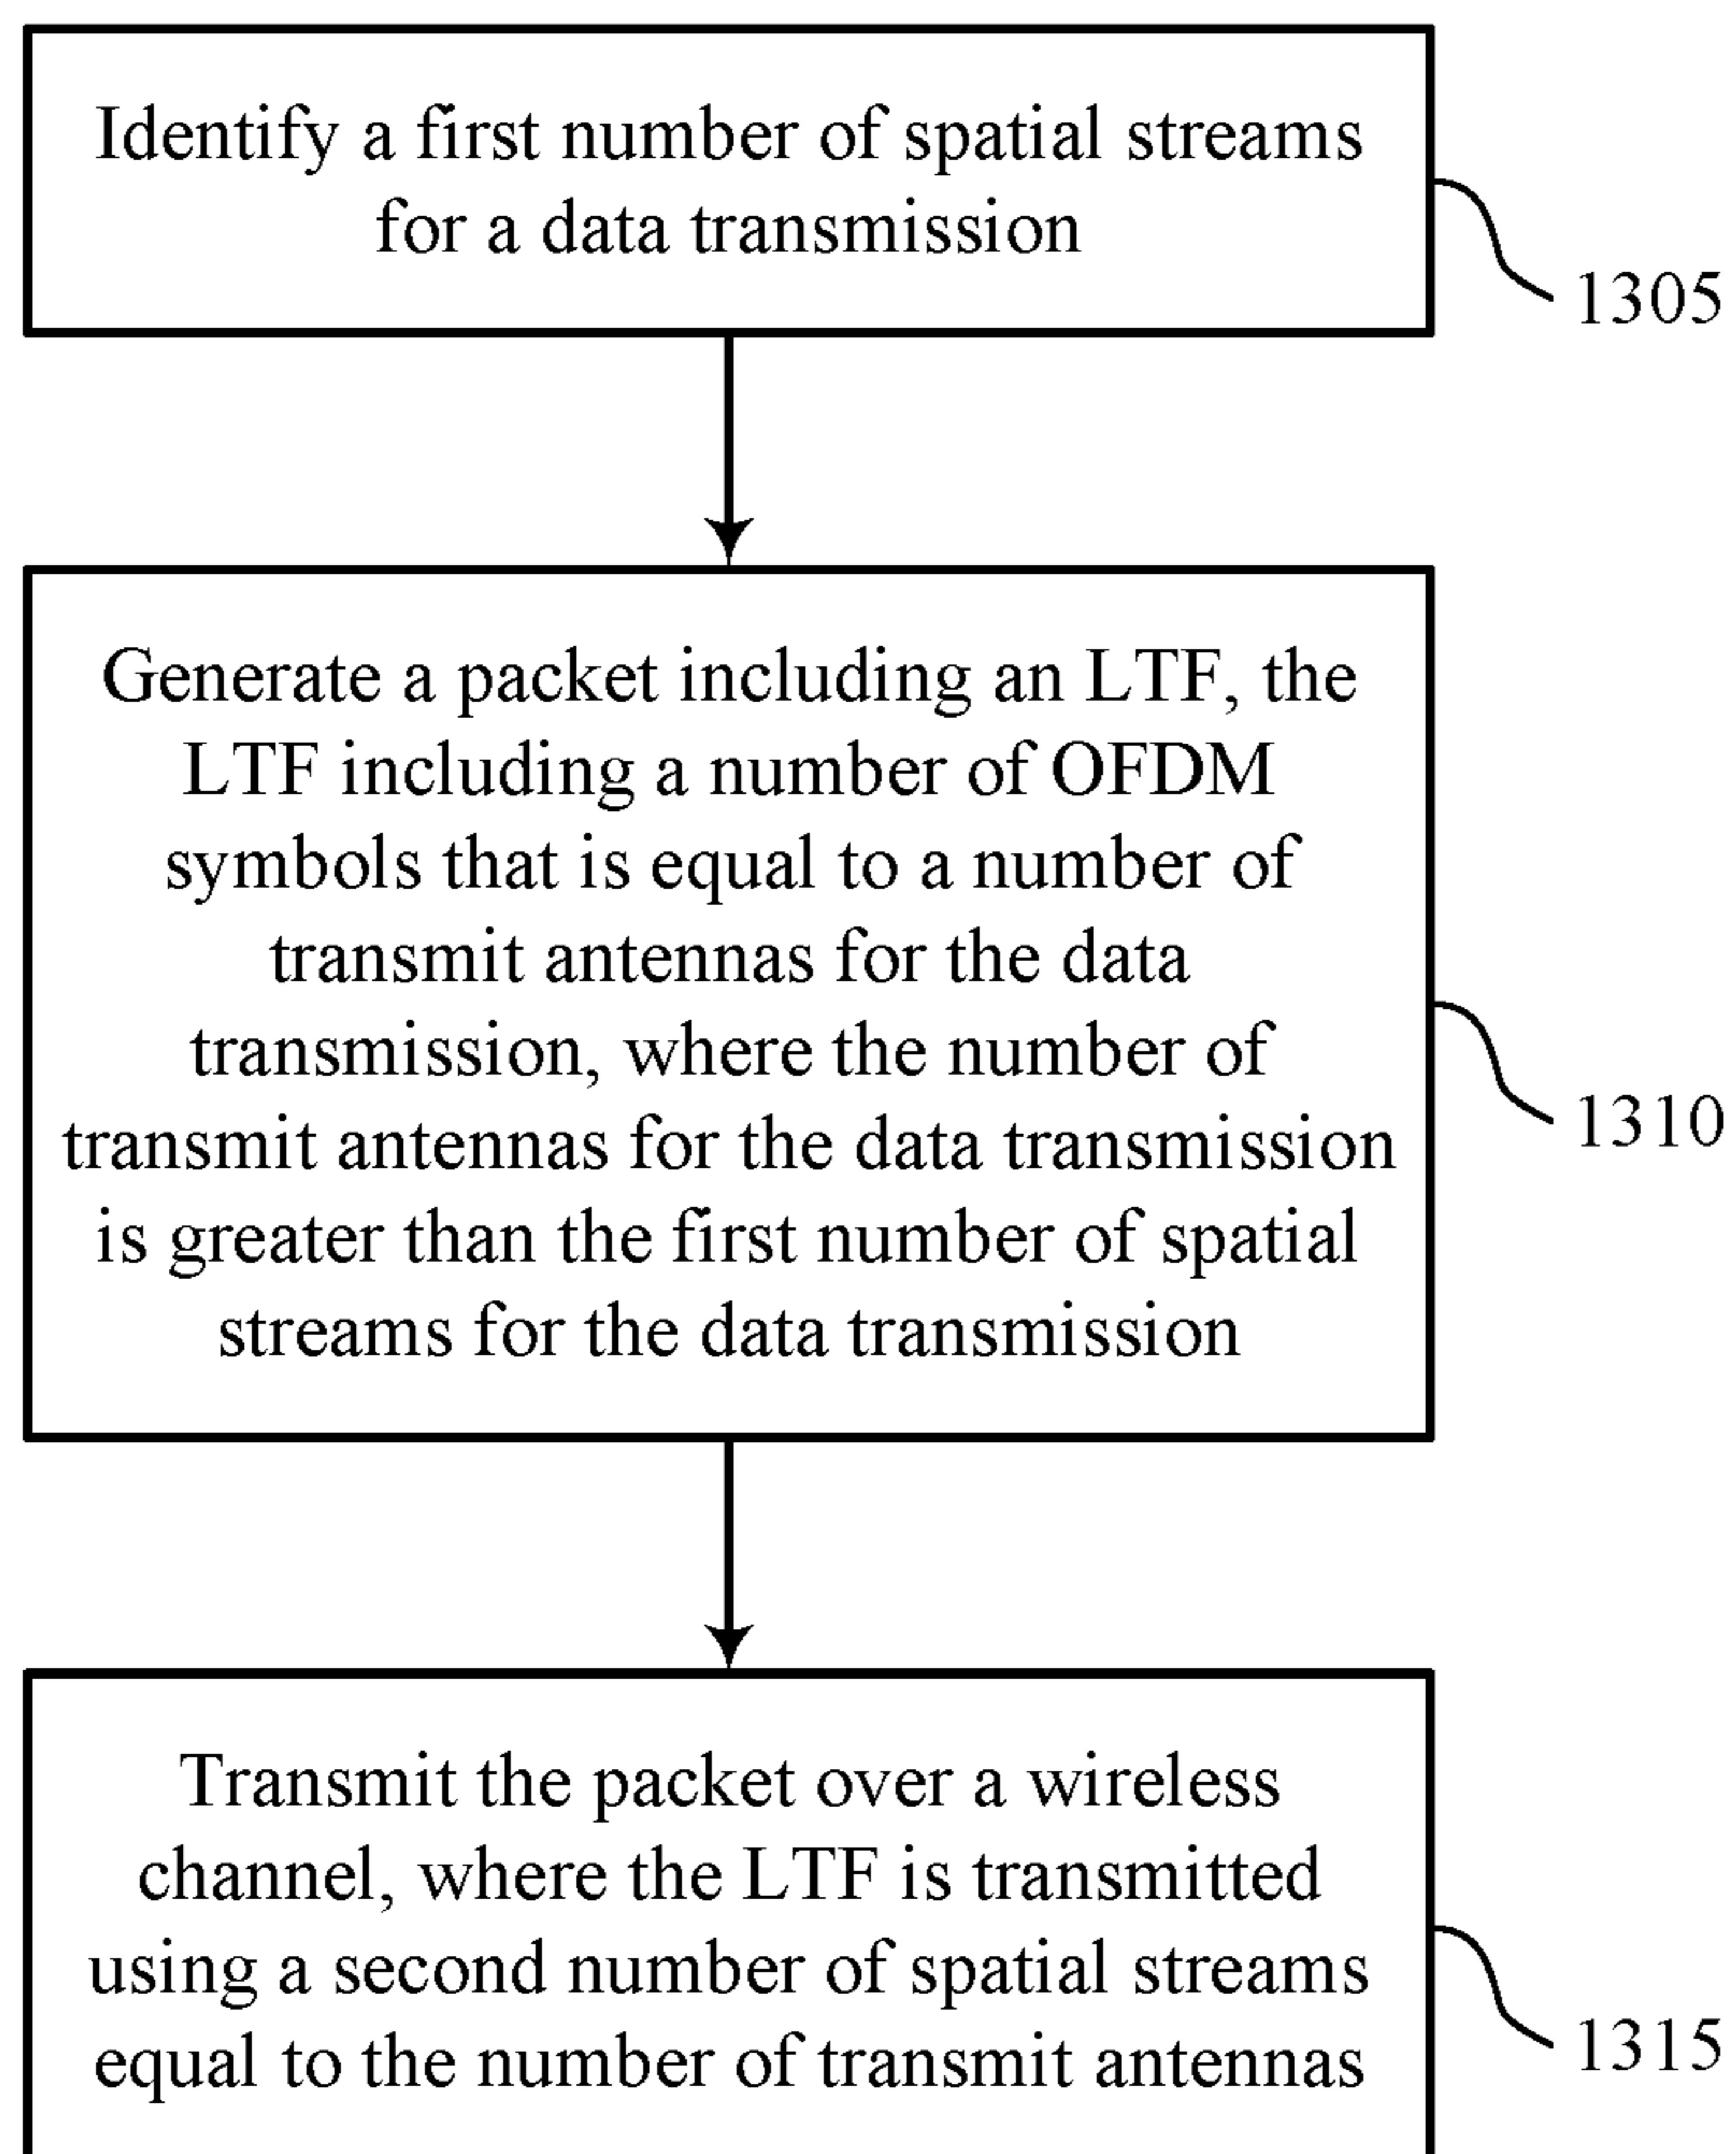 Identify a first number of spatial streams
for a data transmission
1305
Generate a packet including an LTF, the
LTF including a number of OFDM
symbols that is equal to a number of
transmit antennas for the data
transmission, where the number of
transmit antennas for the data transmission
is greater than the first number of spatial
streams for the data transmission
1310
Transmit the packet over a wireless
channel, where the LTF is transmitted
using a second number of spatial streams
equal to the number of transmit antennas
1315